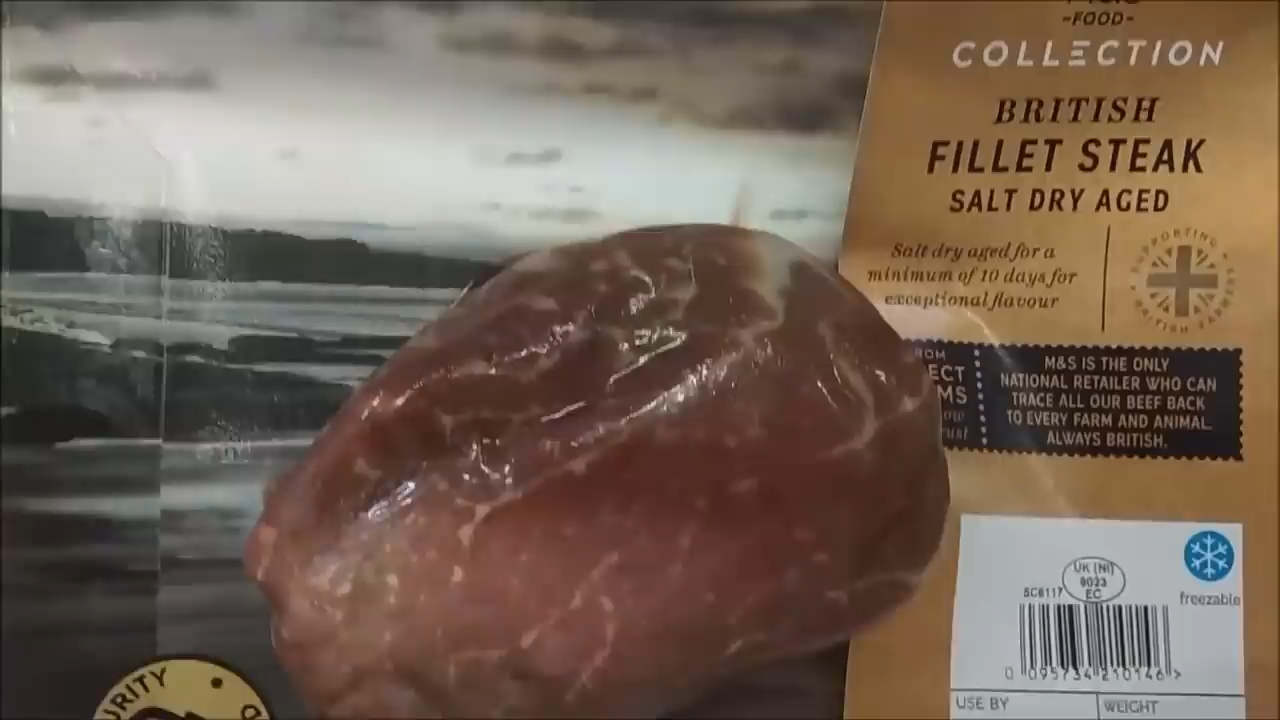 -FOOD-
COLLECTION
BRITISH
FILLET STEAK
SALT DRY AGED
Salt dry aged for a
minimum of 10 days for
exceptional flavour
SUPPORTING
BRITISH FARMERS
M&S IS THE ONLY
NATIONAL RETAILER WHO CAN
TRACE ALL OUR BEEF BACK
TO EVERY FARM AND ANIMAL.
ALWAYS BRITISH.
UK (NI)
9023
EC
freezable
0 095734 210146 >
USE BY
WEIGHT